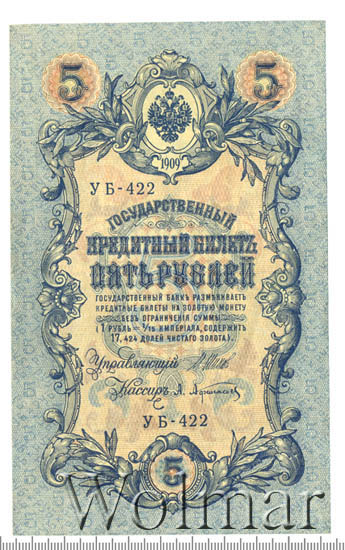 5 5
1909
УБ-422
ГОСУДАРСТВЕННЫЙ
КРЕДИТНЫЙ БИЛЕТЪ
ПЯТЬ РУБЛЕЙ
ГОСУДАРСТВЕННЫЙ БАНКЪ РАЗМѢНИВАЕТЪ
КРЕДИТНЫЕ БИЛЕТЫ НА ЗОЛОТУЮ МОНЕТУ
БЕЗЪ ОГРАНИЧЕНІЯ СУММЫ
(1 РУБЛЬ = 1/15 ИМПЕРІАЛА, СОДЕРЖИТЪ
17,424 ДОЛЕЙ ЧИСТАГО ЗОЛОТА).
Управляющій
Кассиръ
УБ-422
5
Wolmar